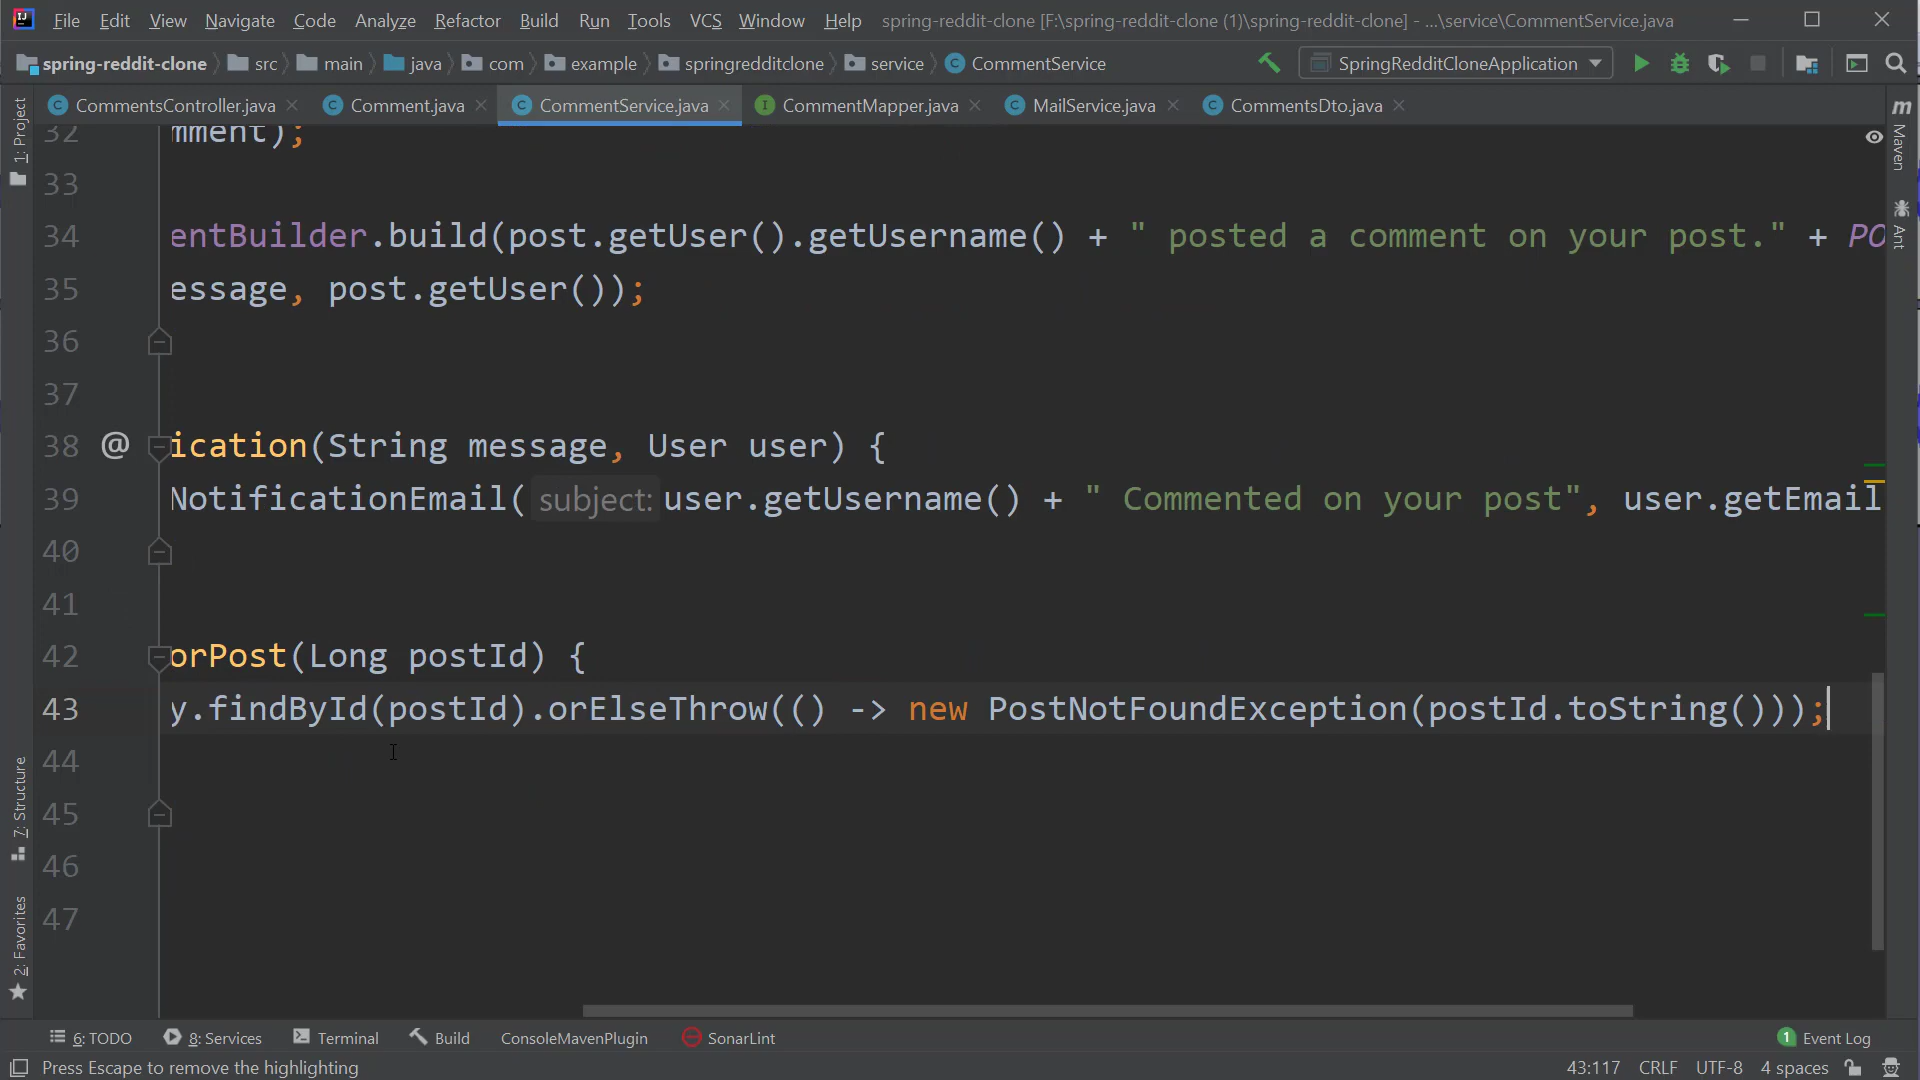 File Edit View Navigate Code Analyze Refactor Build Run Tools VCS Window Help spring-reddit-clone [F:\spring-reddit-clone (1)\spring-reddit-clone] - ...\service\CommentService.java
spring-reddit-clone src main java com example springredditclone service CommentService SpringRedditCloneApplication
CommentsController.java Comment.java CommentService.java CommentMapper.java MailService.java CommentsDto.java
1: Project
7: Structure
2: Favorites
Maven
Ant
32 mment);
33
34 entBuilder.build(post.getUser().getUsername() + " posted a comment on your post." + PO
35 essage, post.getUser());
36
37
38 @ ication(String message, User user) {
39 NotificationEmail( subject: user.getUsername() + " Commented on your post", user.getEmail
40
41
42 orPost(Long postId) {
43 y.findById(postId).orElseThrow(() -> new PostNotFoundException(postId.toString()));
44
45
46
47
6: TODO 8: Services Terminal Build ConsoleMavenPlugin SonarLint 1 Event Log
Press Escape to remove the highlighting 43:117 CRLF UTF-8 4 spaces